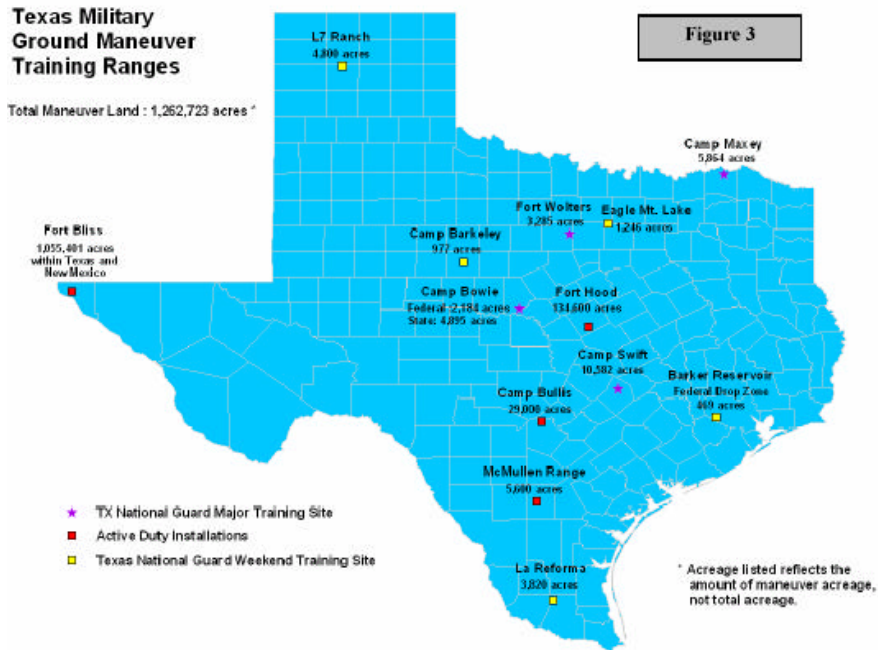 Texas Military
Ground Maneuver
Training Ranges
Figure 3
Total Maneuver Land : 1,262,723 acres *
L7 Ranch
4,800 acres
Camp Maxey
5,864 acres
Fort Wolters
3,285 acres
Eagle Mt. Lake
1,246 acres
Fort Bliss
1,055,401 acres
within Texas and
New Mexico
Camp Barkeley
977 acres
Camp Bowie
Federal :2,184 acres
State: 4,895 acres
Fort Hood
134,600 acres
Camp Swift
10,582 acres
Barker Reservoir
Federal Drop Zone
469 acres
Camp Bullis
29,000 acres
McMullen Range
5,600 acres
La Reforma
3,820 acres
TX National Guard Major Training Site
Active Duty Installations
Texas National Guard Weekend Training Site
* Acreage listed reflects the
amount of maneuver acreage,
not total acreage.